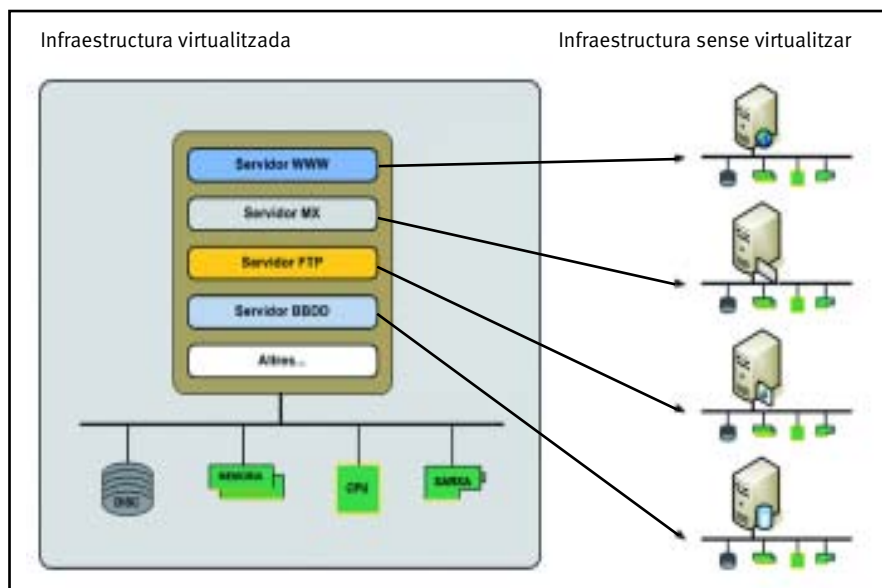 Infraestructura virtualitzada
Infraestructura sense virtualitzar
Servidor WWW
Servidor MX
Servidor FTP
Servidor BBDD
Altres...
DISC
MEMÒRIA
CPU
XARXA